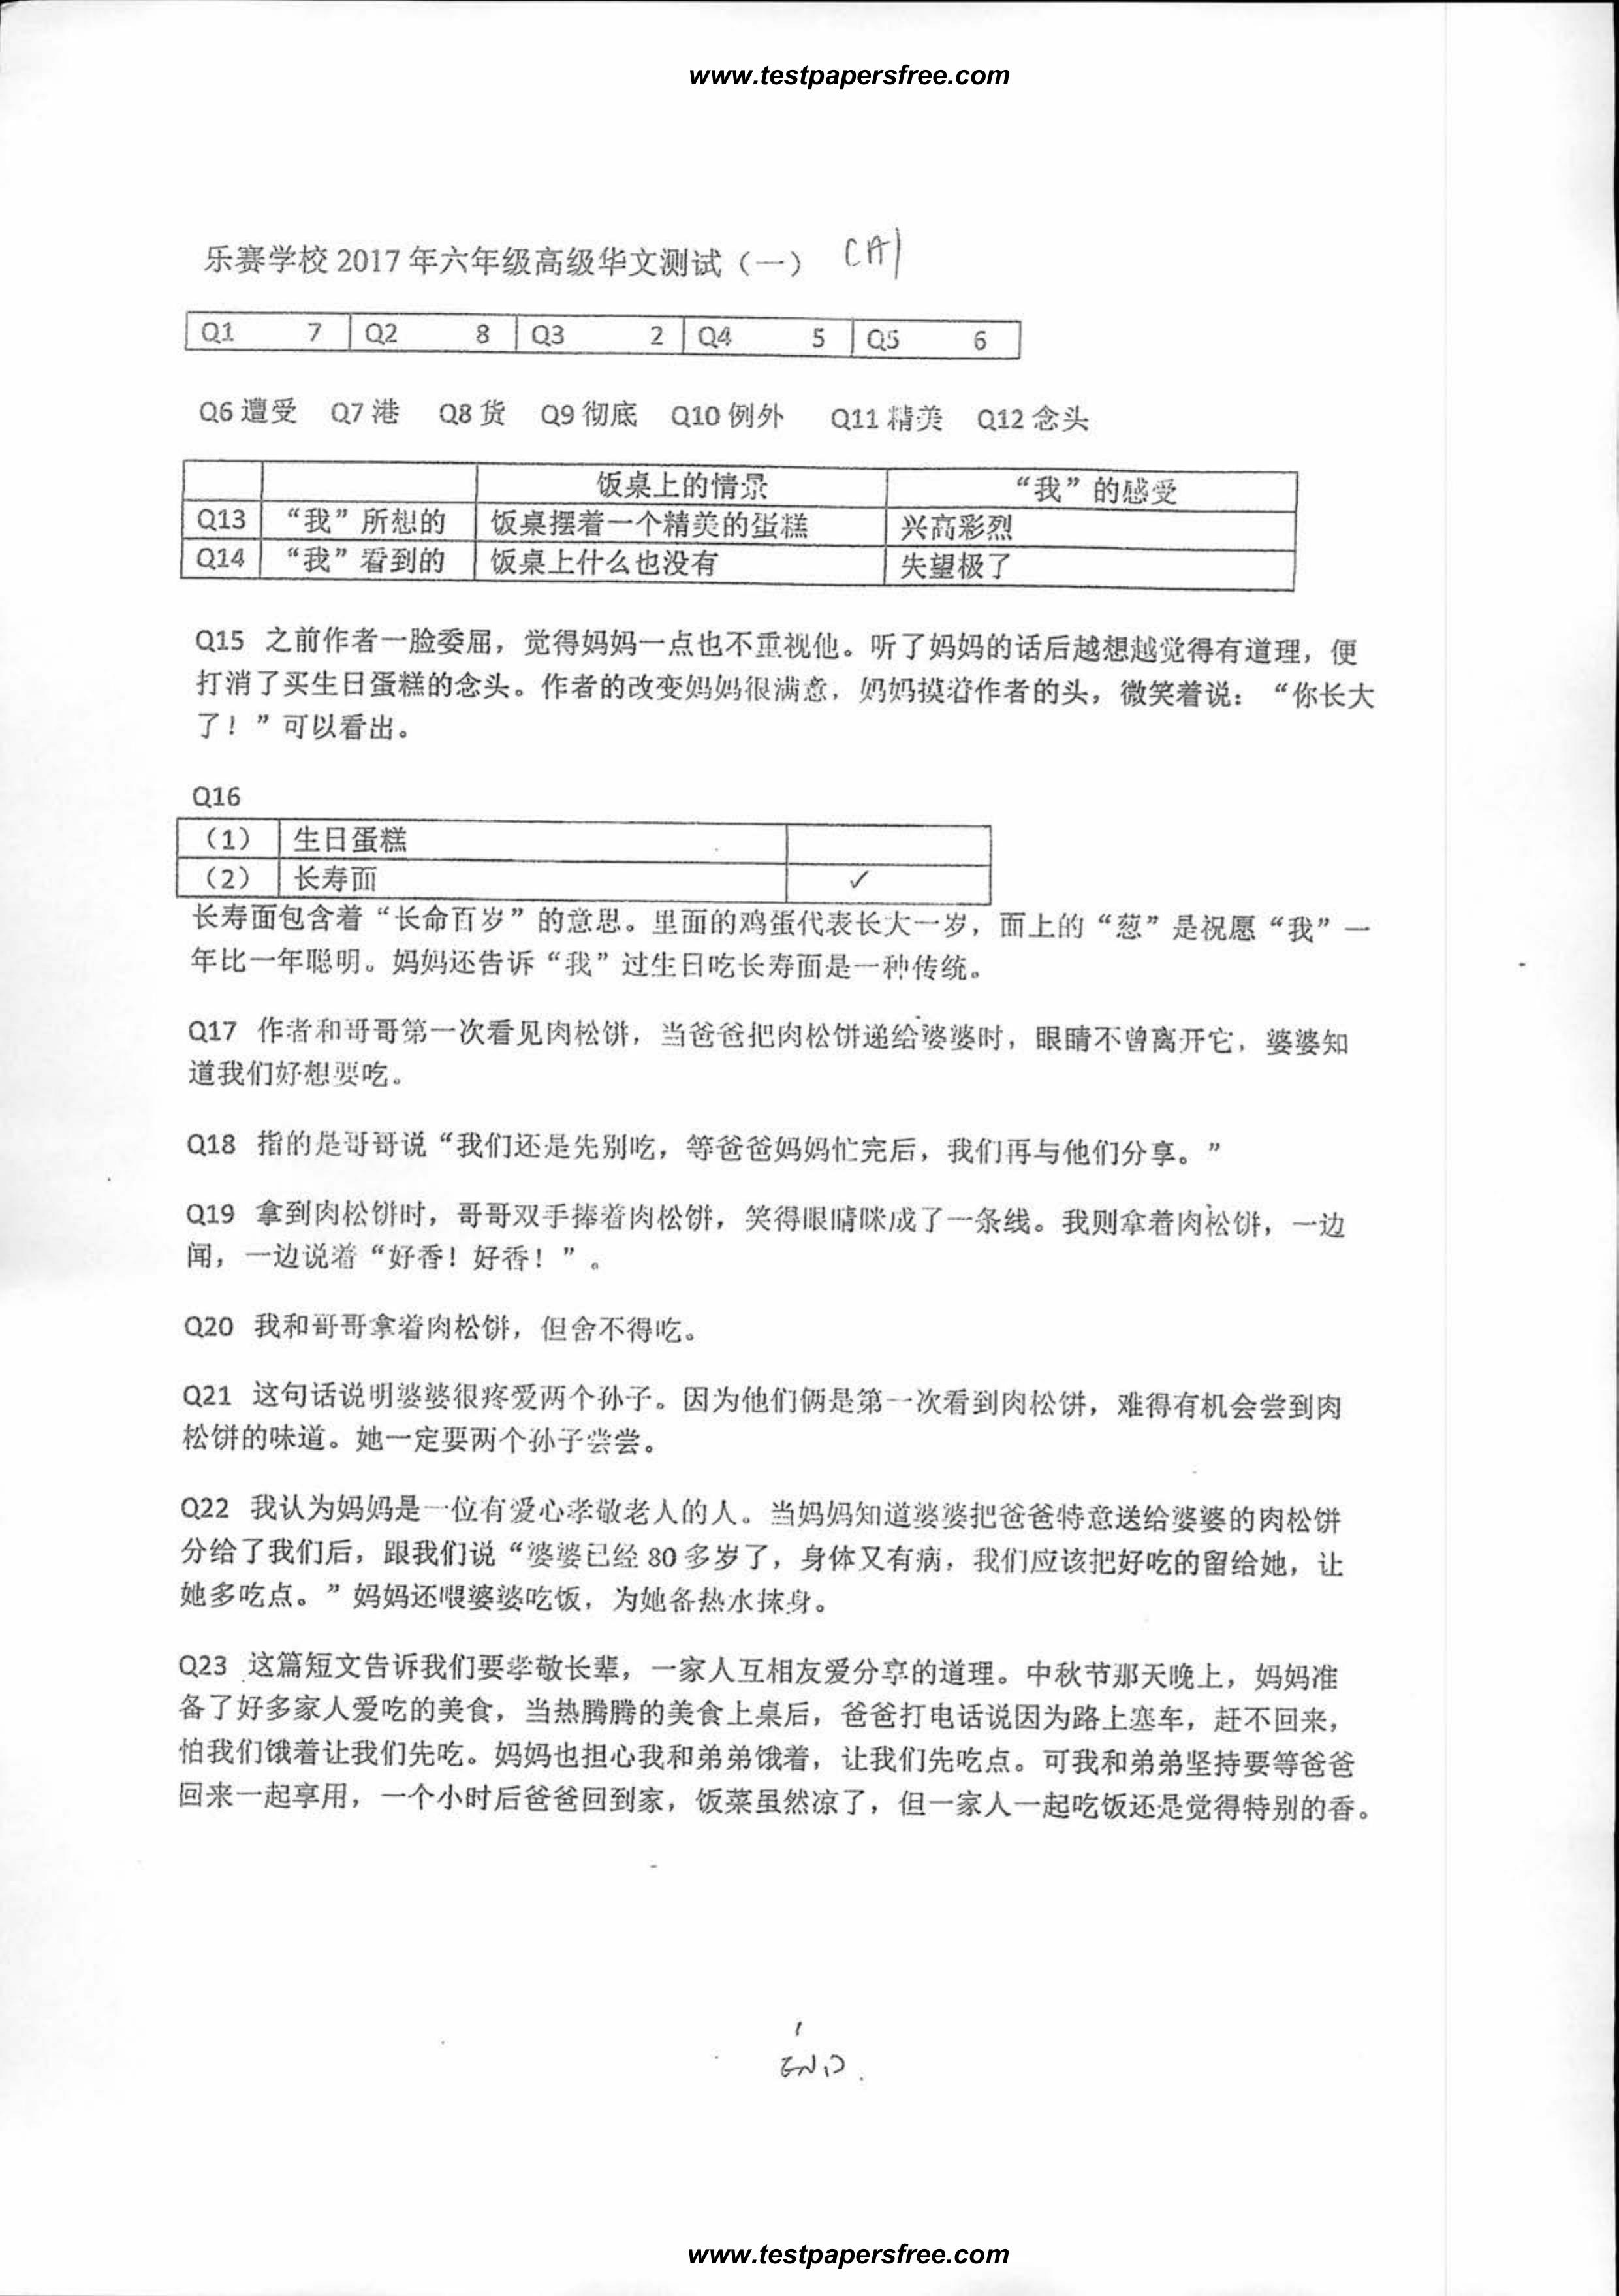 www.testpapersfree.com
乐赛学校 2017 年六年级高级华文测试（一） CA1
Q1 7 Q2 8 Q3 2 Q4 5 Q5 6
Q6 遭受 Q7 港 Q8 货 Q9 彻底 Q10 例外 Q11 精美 Q12 念头
饭桌上的情景 “我”的感受
Q13 “我”所想的 饭桌摆着一个精美的蛋糕 兴高彩烈
Q14 “我”看到的 饭桌上什么也没有 失望极了
Q15 之前作者一脸委屈，觉得妈妈一点也不重视他。听了妈妈的话后越想越觉得有道理，便
打消了买生日蛋糕的念头。作者的改变妈妈很满意，妈妈摸着作者的头，微笑着说：“你长大
了！”可以看出。
Q16
（1） 生日蛋糕
（2） 长寿面 ✓
长寿面包含着“长命百岁”的意思。里面的鸡蛋代表长大一岁，面上的“葱”是祝愿“我”一
年比一年聪明。妈妈还告诉“我”过生日吃长寿面是一种传统。
Q17 作者和哥哥第一次看见肉松饼，当爸爸把肉松饼递给婆婆时，眼睛不曾离开它，婆婆知
道我们好想要吃。
Q18 指的是哥哥说“我们还是先别吃，等爸爸妈妈忙完后，我们再与他们分享。”
Q19 拿到肉松饼时，哥哥双手捧着肉松饼，笑得眼睛眯成了一条线。我则拿着肉松饼，一边
闻，一边说着“好香！好香！”。
Q20 我和哥哥拿着肉松饼，但舍不得吃。
Q21 这句话说明婆婆很疼爱两个孙子。因为他们俩是第一次看到肉松饼，难得有机会尝到肉
松饼的味道。她一定要两个孙子尝尝。
Q22 我认为妈妈是一位有爱心孝敬老人的人。当妈妈知道婆婆把爸爸特意送给婆婆的肉松饼
分给了我们后，跟我们说“婆婆已经 80 多岁了，身体又有病，我们应该把好吃的留给她，让
她多吃点。”妈妈还喂婆婆吃饭，为她备热水抹身。
Q23 这篇短文告诉我们要孝敬长辈，一家人互相友爱分享的道理。中秋节那天晚上，妈妈准
备了好多家人爱吃的美食，当热腾腾的美食上桌后，爸爸打电话说因为路上塞车，赶不回来，
怕我们饿着让我们先吃。妈妈也担心我和弟弟饿着，让我们先吃点。可我和弟弟坚持要等爸爸
回来一起享用，一个小时后爸爸回到家，饭菜虽然凉了，但一家人一起吃饭还是觉得特别的香。
END.
www.testpapersfree.com